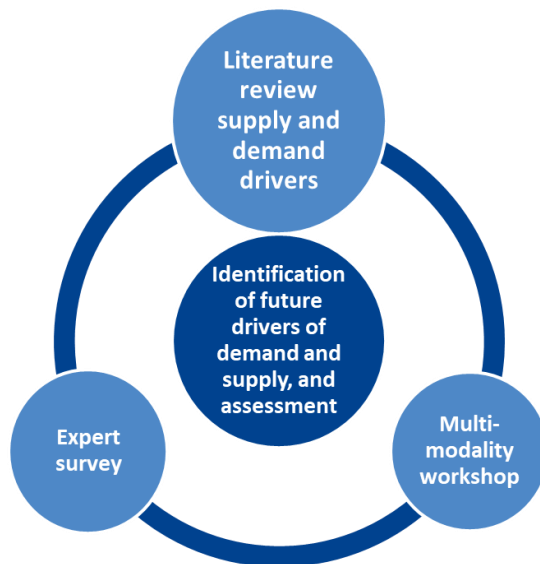 Literature
review
supply and
demand
drivers
Identification
of future
drivers of
demand and
supply, and
assessment
Expert
survey
Multi-
modality
workshop